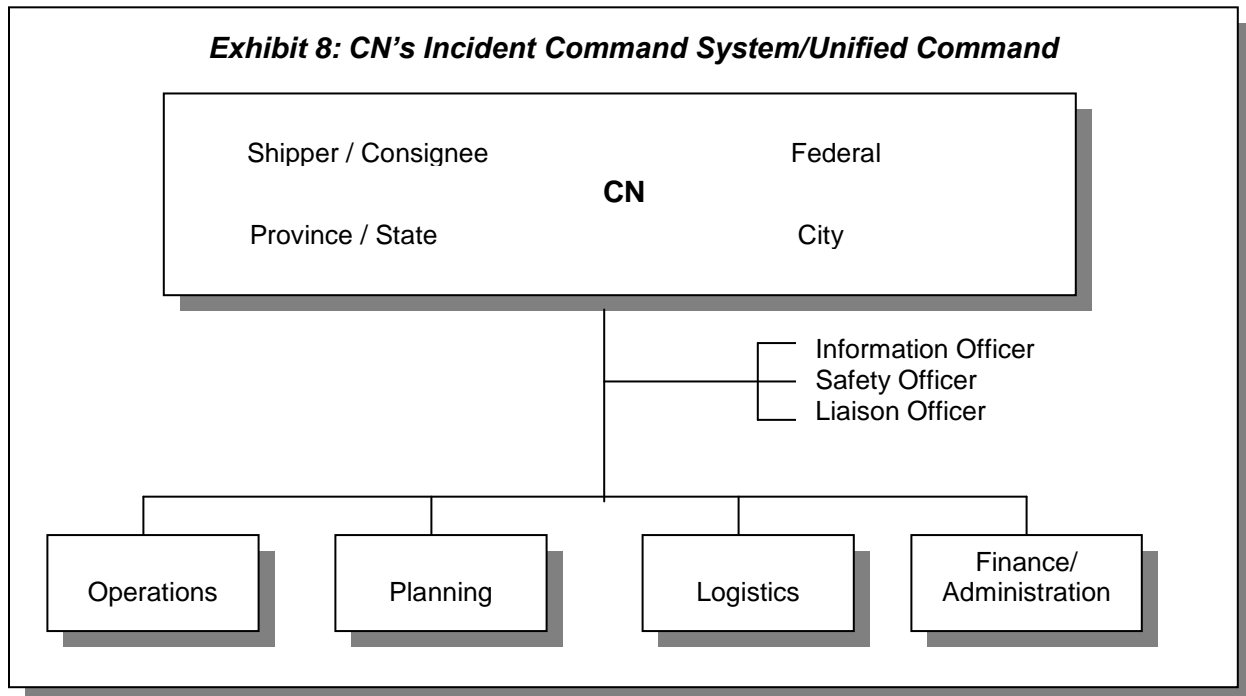 Exhibit 8: CN's Incident Command System/Unified Command
Shipper / Consignee
Federal
CN
Province / State
City
Information Officer
Safety Officer
Liaison Officer
Operations
Planning
Logistics
Finance/
Administration